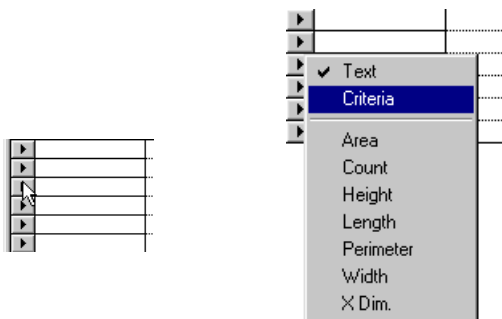 Text
Criteria
Area
Count
Height
Length
Perimeter
Width
X Dim.